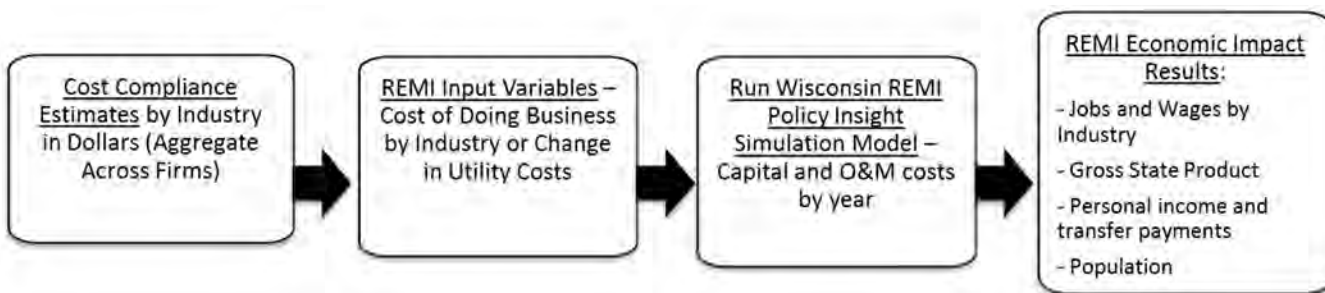 Cost Compliance
Estimates by Industry
in Dollars (Aggregate
Across Firms)
REMI Input Variables –
Cost of Doing Business
by Industry or Change
in Utility Costs
Run Wisconsin REMI
Policy Insight
Simulation Model –
Capital and O&M costs
by year
REMI Economic Impact
Results:
- Jobs and Wages by
Industry
- Gross State Product
- Personal income and
transfer payments
- Population